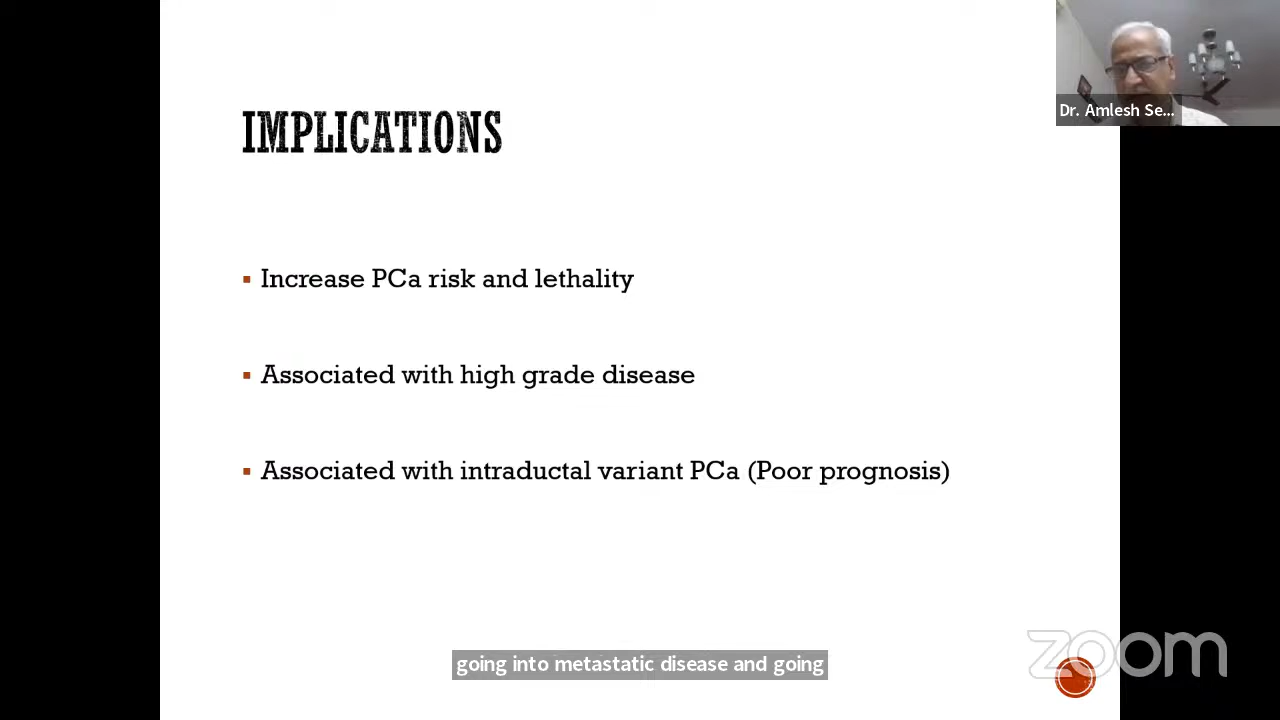 Dr. Amlesh Se...
IMPLICATIONS
▪ Increase PCa risk and lethality
▪ Associated with high grade disease
▪ Associated with intraductal variant PCa (Poor prognosis)
going into metastatic disease and going
zoom